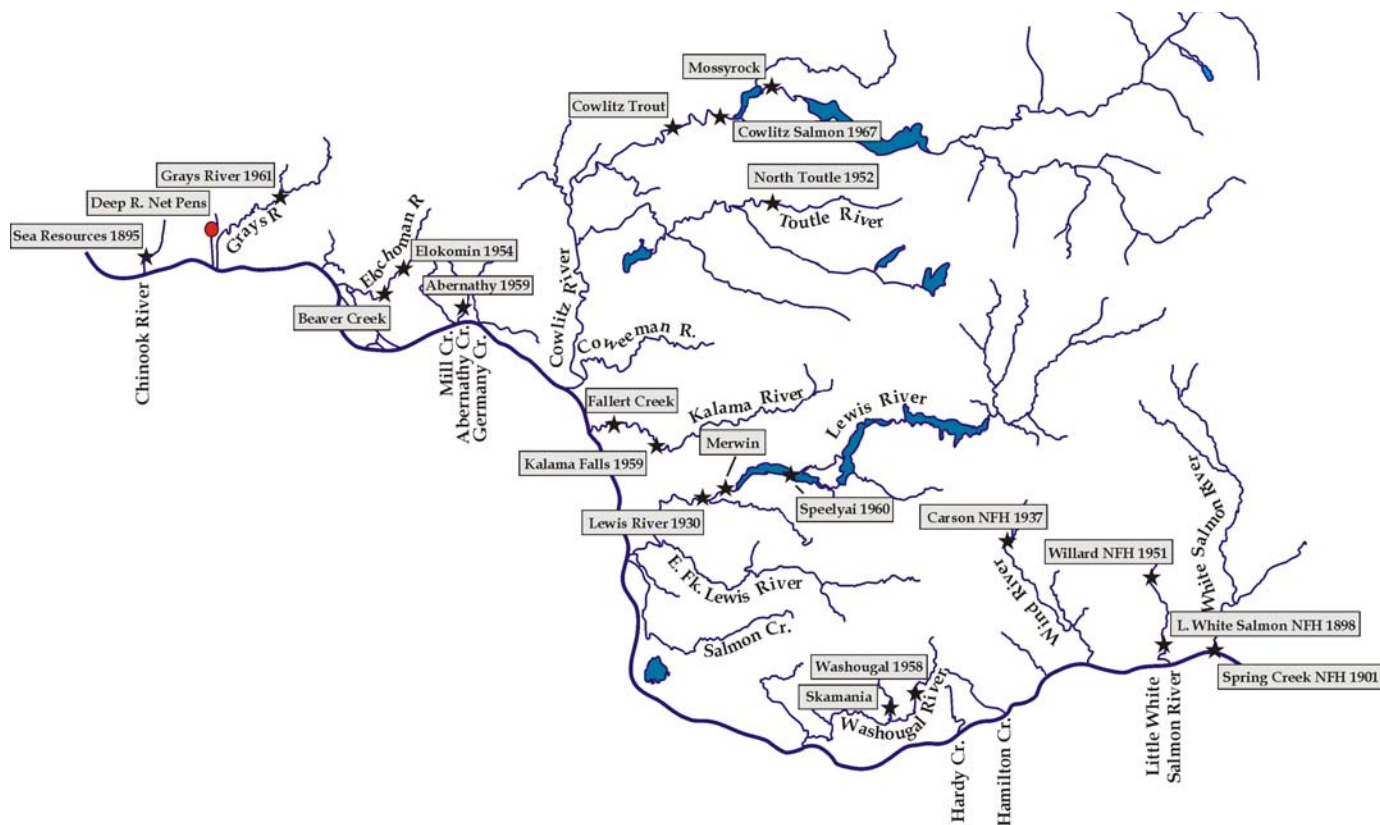 Mossyrock
Cowlitz Trout
Cowlitz Salmon 1967
Grays River 1961
North Toutle 1952
Deep R. Net Pens
Toutle River
Grays R
Sea Resources 1895
Elochoman R
Elokomin 1954
Abernathy 1959
Beaver Creek
Chinook River
Mill Cr.
Abernathy Cr.
Germany Cr.
Cowlitz River
Coweeman R.
Fallert Creek
Kalama River
Lewis River
Merwin
Kalama Falls 1959
Speelyai 1960
Lewis River 1930
Carson NFH 1937
White Salmon River
Willard NFH 1951
E. Fk. Lewis River
Wind River
L. White Salmon NFH 1898
Salmon Cr.
Washougal 1958
Spring Creek NFH 1901
Skamania
Washougal River
Hardy Cr.
Hamilton Cr.
Little White
Salmon River